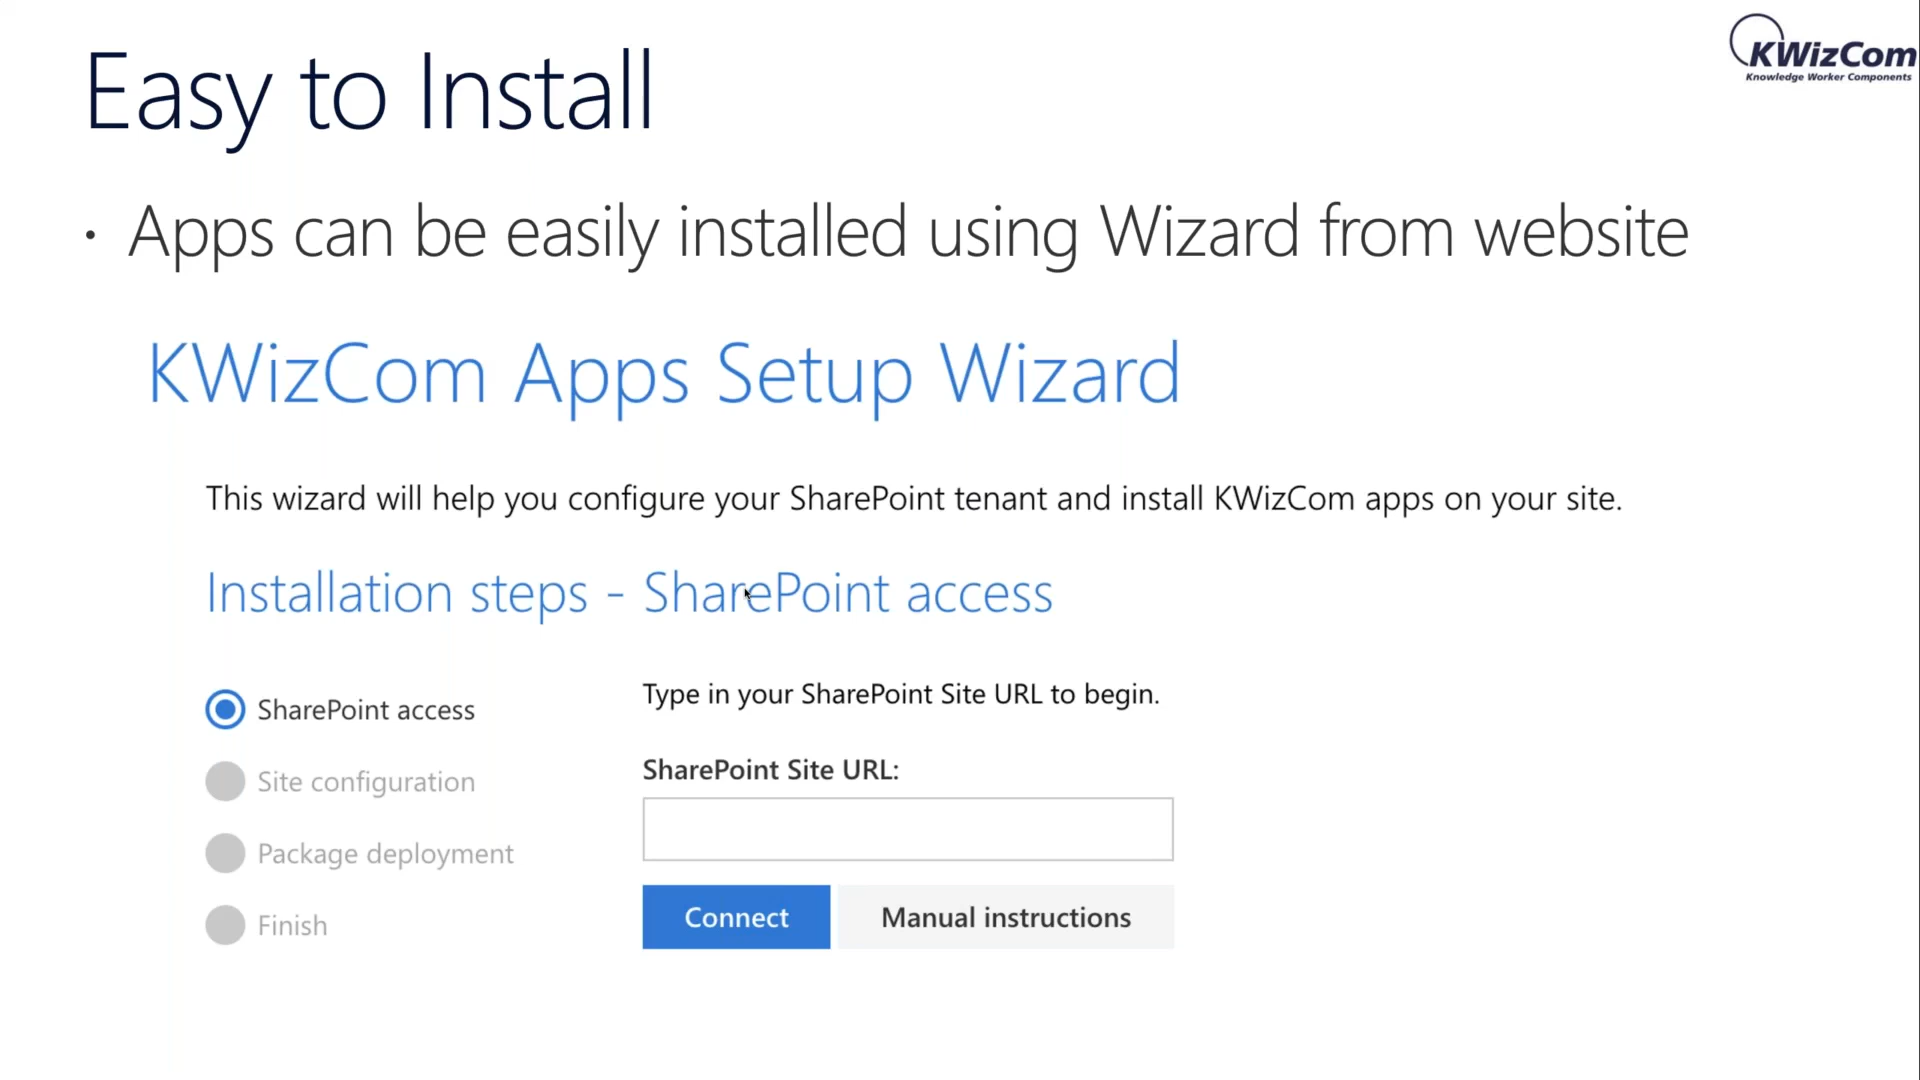 KWizCom
Knowledge Worker Components
Easy to Install
• Apps can be easily installed using Wizard from website
KWizCom Apps Setup Wizard
This wizard will help you configure your SharePoint tenant and install KWizCom apps on your site.
Installation steps - SharePoint access
SharePoint access
Site configuration
Package deployment
Finish
Type in your SharePoint Site URL to begin.
SharePoint Site URL:
Connect
Manual instructions